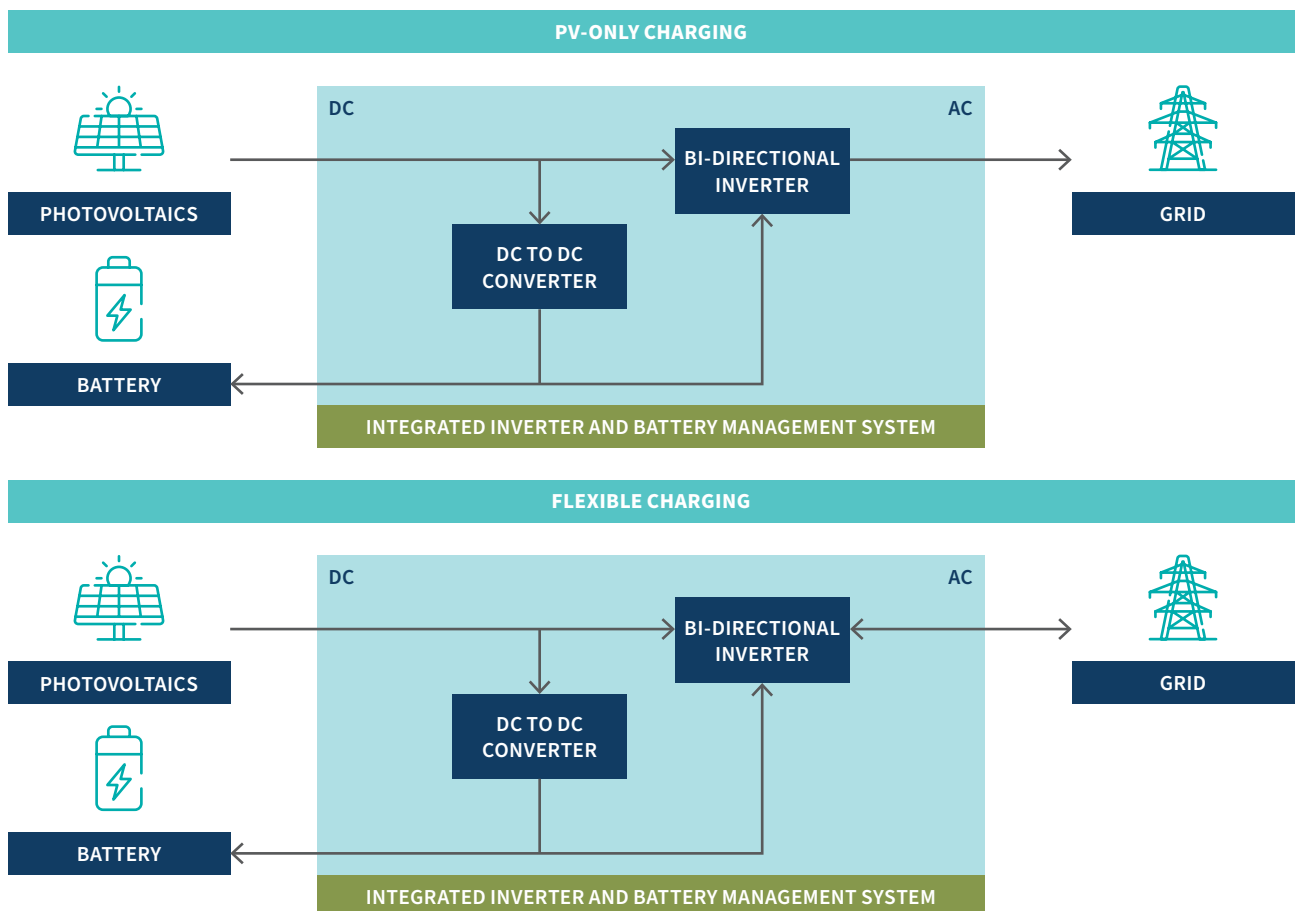 PV-ONLY CHARGING
DC
AC
BI-DIRECTIONAL
INVERTER
PHOTOVOLTAICS
GRID
DC TO DC
CONVERTER
BATTERY
INTEGRATED INVERTER AND BATTERY MANAGEMENT SYSTEM
FLEXIBLE CHARGING
DC
AC
BI-DIRECTIONAL
INVERTER
PHOTOVOLTAICS
GRID
DC TO DC
CONVERTER
BATTERY
INTEGRATED INVERTER AND BATTERY MANAGEMENT SYSTEM